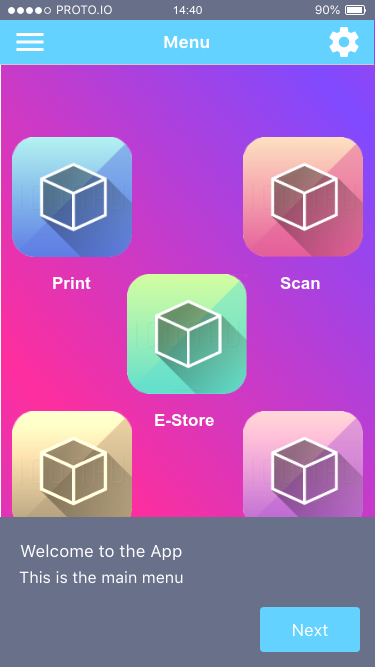 PROTO.IO 14:40 90%
Menu
Print
Scan
E-Store
Welcome to the App
This is the main menu
Next